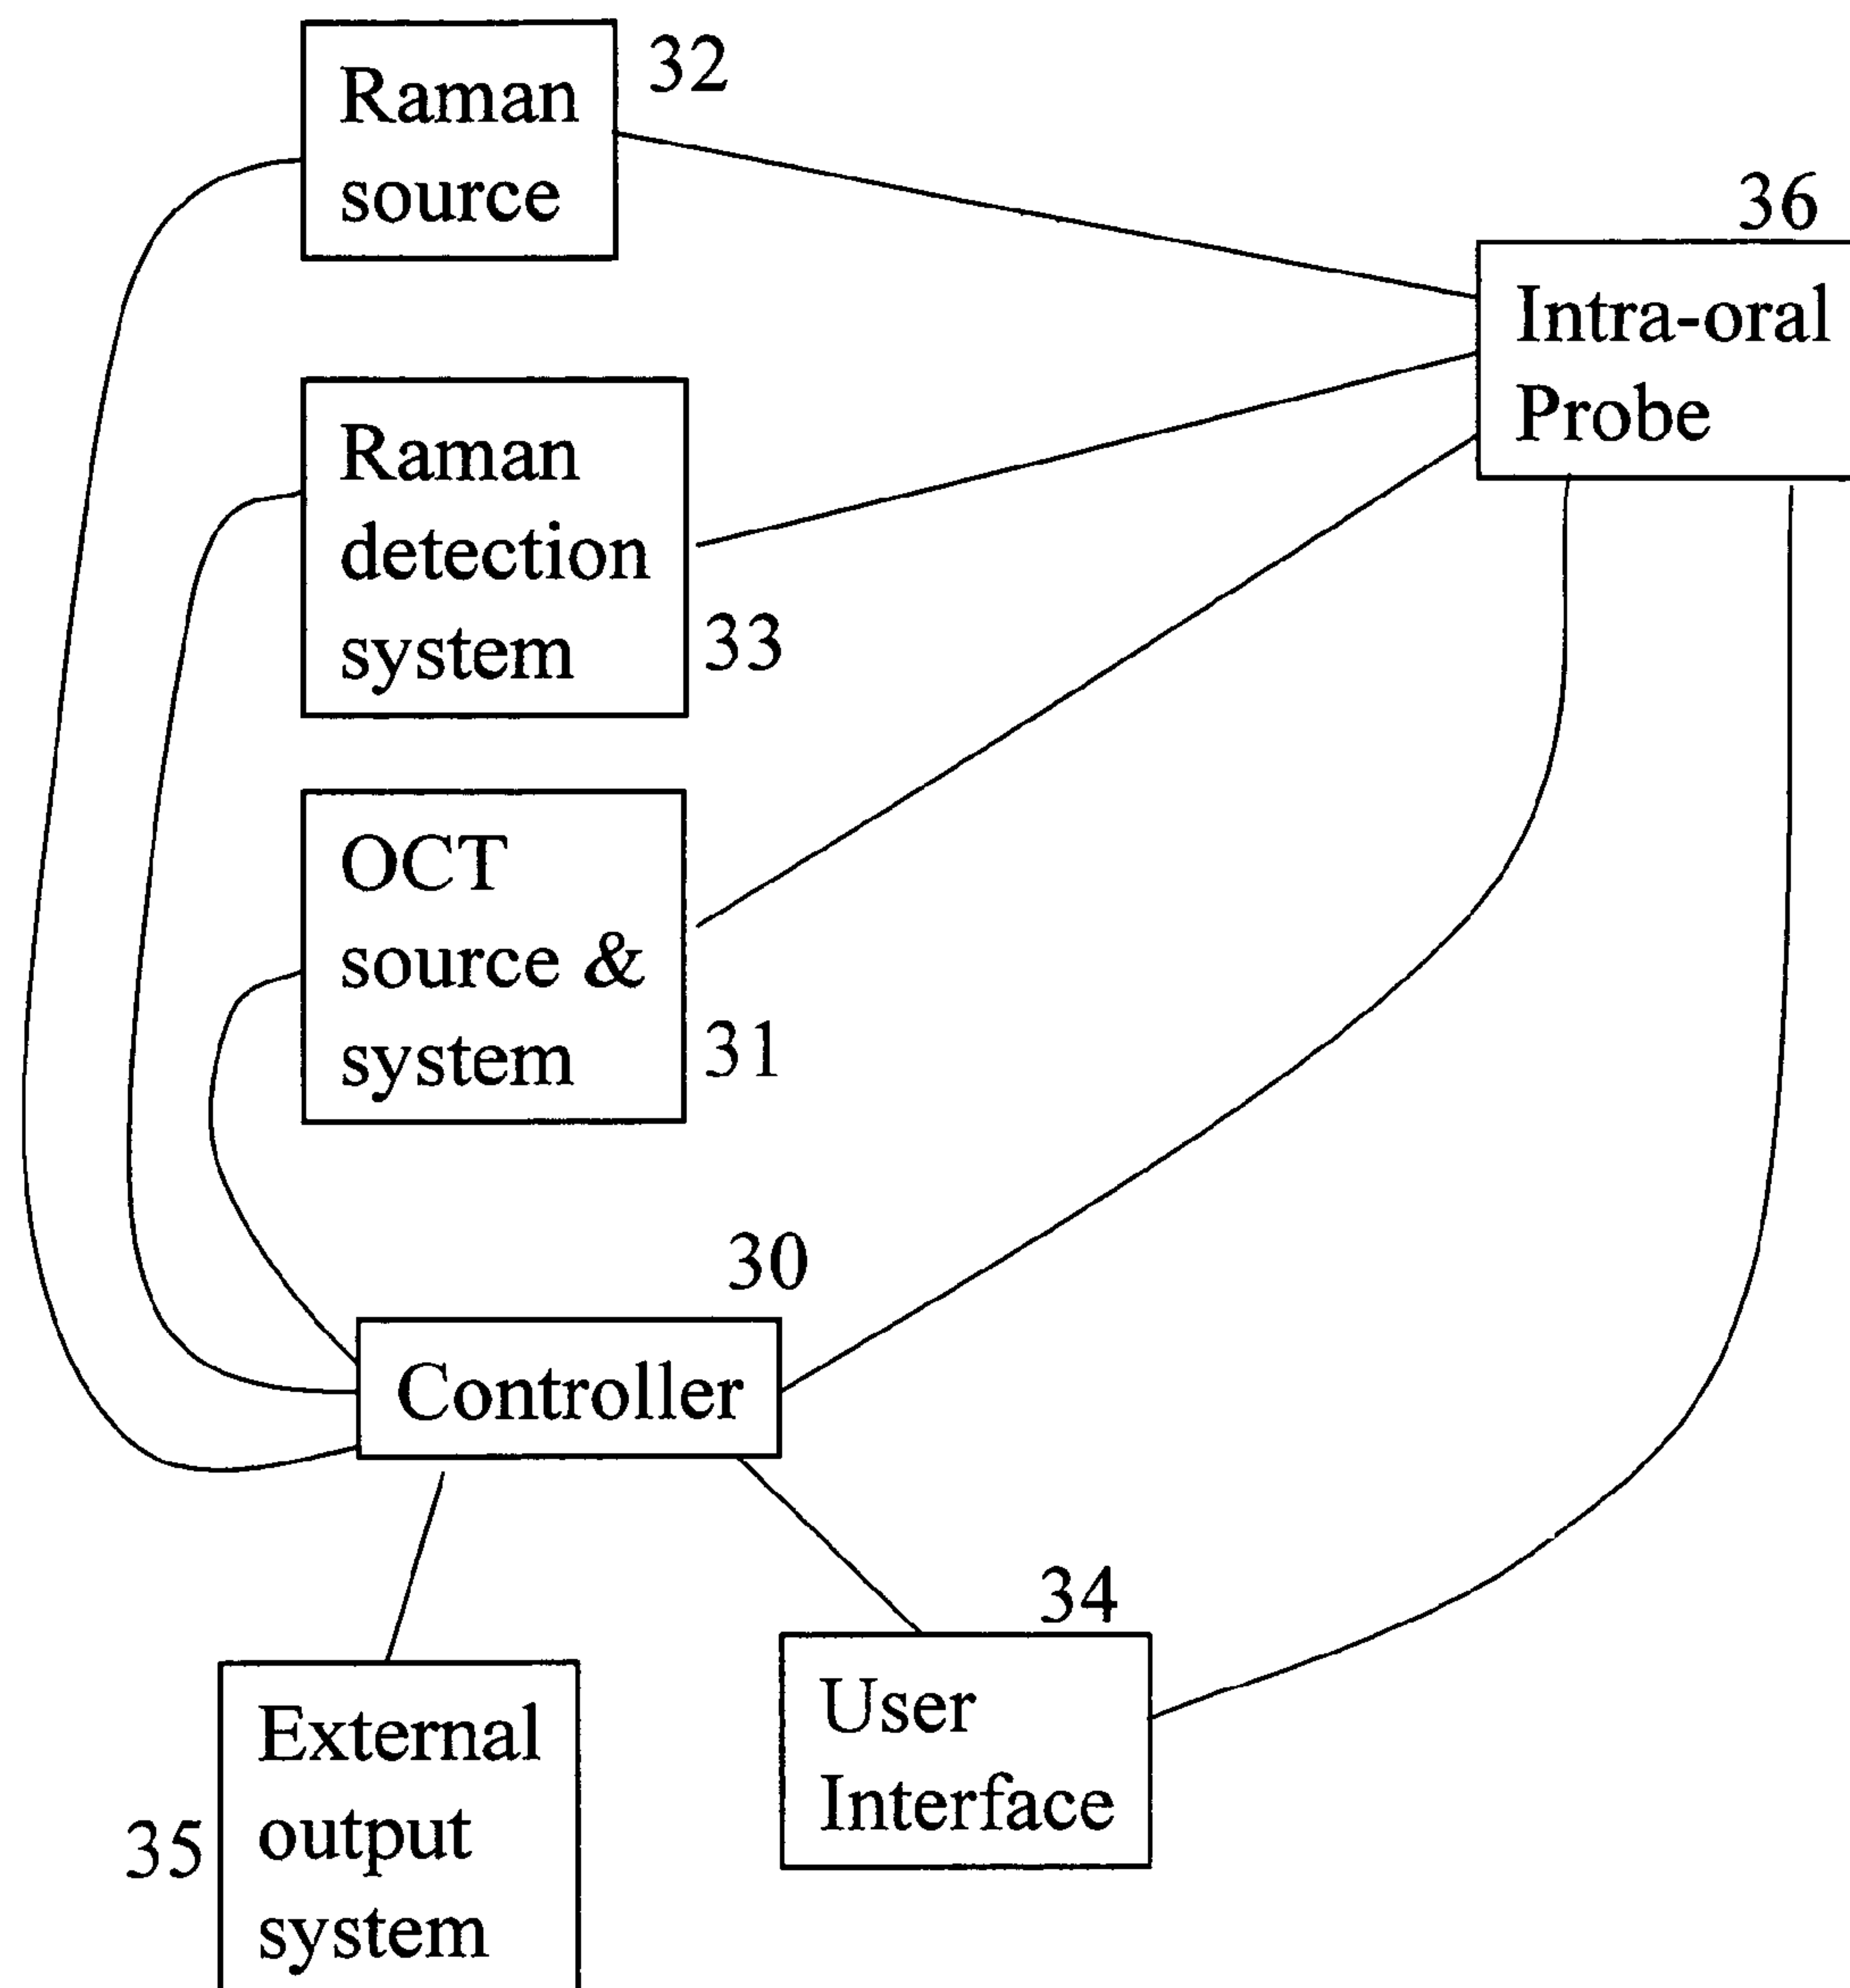 Raman
source
32
36
Intra-oral
Probe
Raman
detection
system
33
OCT
source &
system
31
30
Controller
34
User
Interface
External
output
system
35